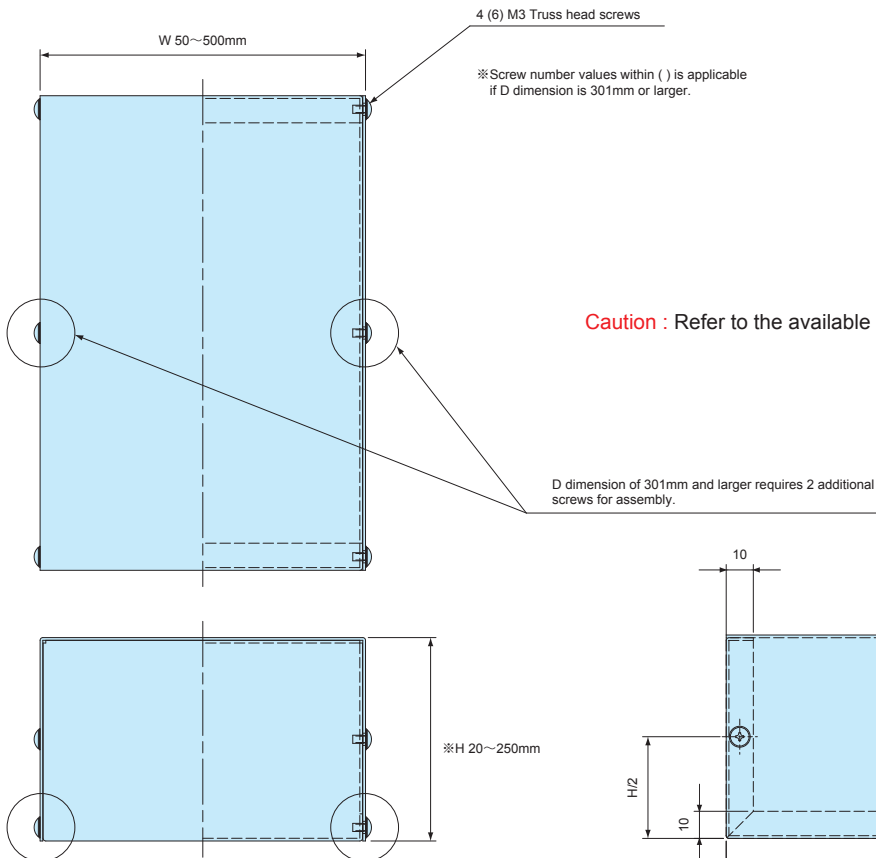 4 (6) M3 Truss head screws
W 50～500mm
※Screw number values within ( ) is applicable
if D dimension is 301mm or larger.
Caution : Refer to the available
D dimension of 301mm and larger requires 2 additional
screws for assembly.
10
※H 20～250mm
H/2
10